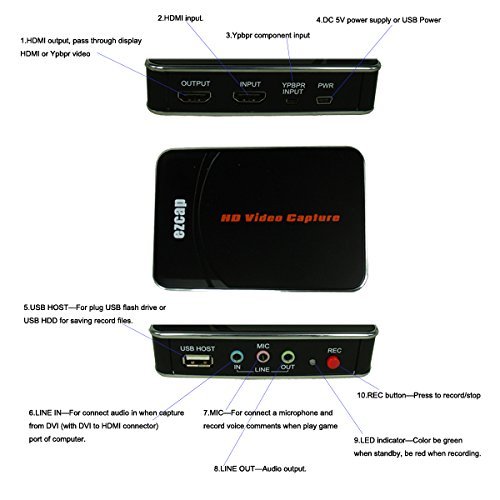 2.HDMI input.
4.DC 5V power supply or USB Power
1.HDMI output, pass through display
HDMI or Ypbpr video
3.Ypbpr component input
OUTPUT
INPUT
YPBPR
INPUT
PWR
ezcap
HD Video Capture
5.USB HOST—For plug USB flash drive or
USB HDD for saving record files.
USB HOST
MIC
IN
LINE
OUT
REC
10.REC button—Press to record/stop
6.LINE IN—For connect audio in when capture
from DVI (with DVI to HDMI connector)
port of computer.
7.MIC—For connect a microphone and
record voice comments when play game
9.LED indicator—Color be green
when standby, be red when recording.
8.LINE OUT—Audio output.